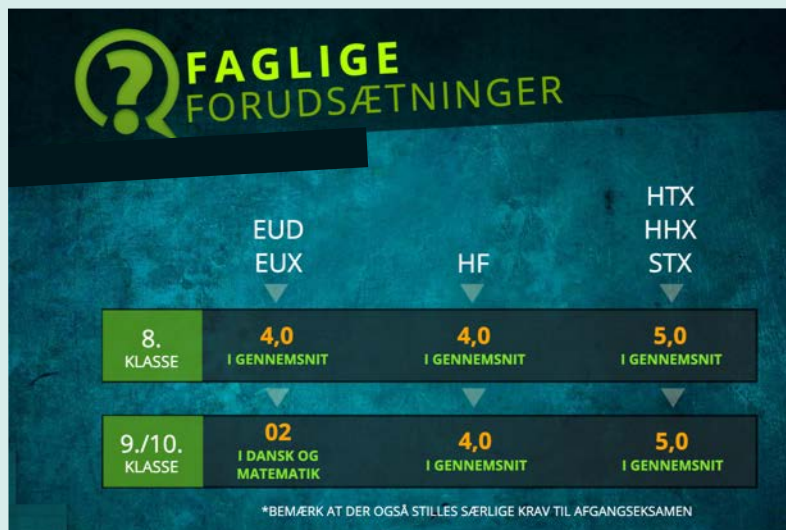 ?
FAGLIGE
FORUDSÆTNINGER
HTX
EUD HHX
EUX HF STX
8. 4,0 4,0 5,0
KLASSE I GENNEMSNIT I GENNEMSNIT I GENNEMSNIT
9./10. 02 4,0 5,0
KLASSE I DANSK OG I GENNEMSNIT I GENNEMSNIT
MATEMATIK
*BEMÆRK AT DER OGSÅ STILLES SÆRLIGE KRAV TIL AFGANGSEKSAMEN